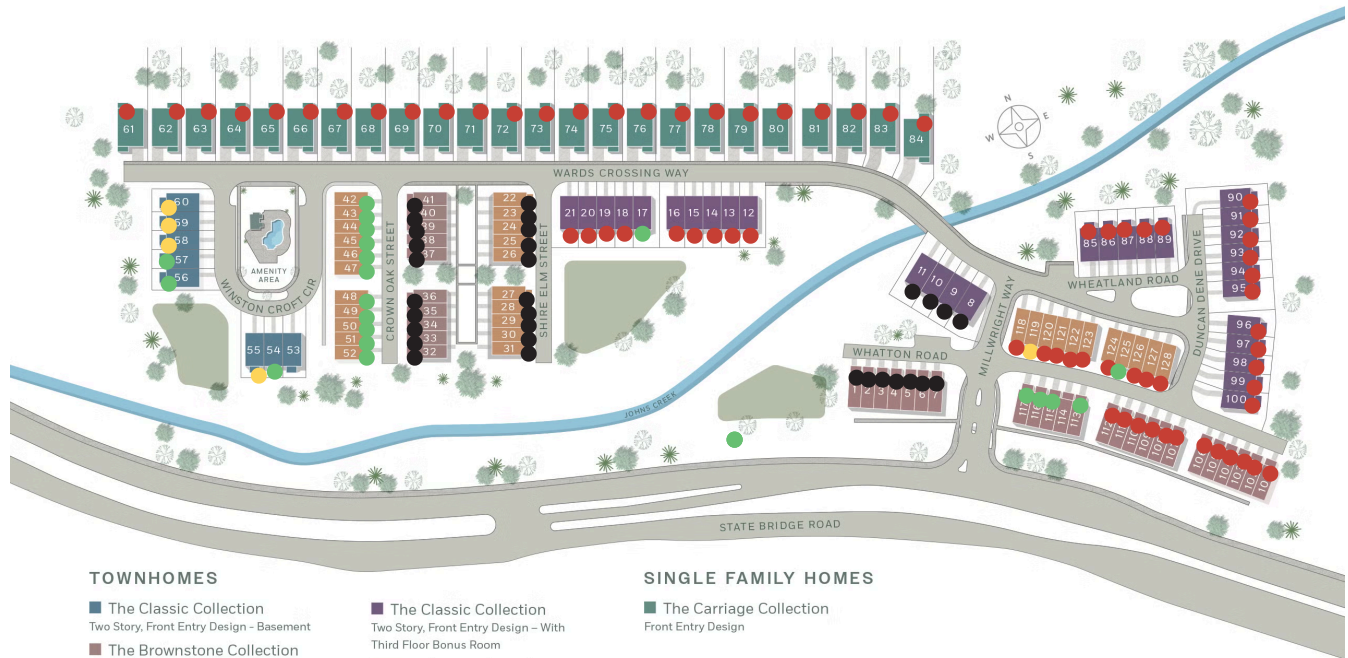 61 62 63 64 65 66 67 68 69 70 71 72 73 74 75 76 77 78 79 80 81 82 83 84
N
E
W
S
WARDS CROSSING WAY
60
59
58
57
56
AMENITY
AREA
WINSTON CROFT CIR
55 54 53
42
43
44
45
46
47
48
49
50
51
52
CROWN OAK STREET
41
40
39
38
37
36
35
34
33
32
22
23
24
25
26
27
28
29
30
31
SHIRE ELM STREET
21 20 19 18 17
16 15 14 13 12
11 10 9 8
MILLWRIGHT WAY
85 86 87 88 89
WHEATLAND ROAD
DUNCAN DENE DRIVE
90
91
92
93
94
95
96
97
98
99
100
118 119 120 121 122 123
124 125 126 127 128
WHATTON ROAD
1 2 3 4 5 6 7
114 113
JOHNS CREEK
STATE BRIDGE ROAD
TOWNHOMES
The Classic Collection
Two Story, Front Entry Design - Basement
The Brownstone Collection
The Classic Collection
Two Story, Front Entry Design – With
Third Floor Bonus Room
SINGLE FAMILY HOMES
The Carriage Collection
Front Entry Design